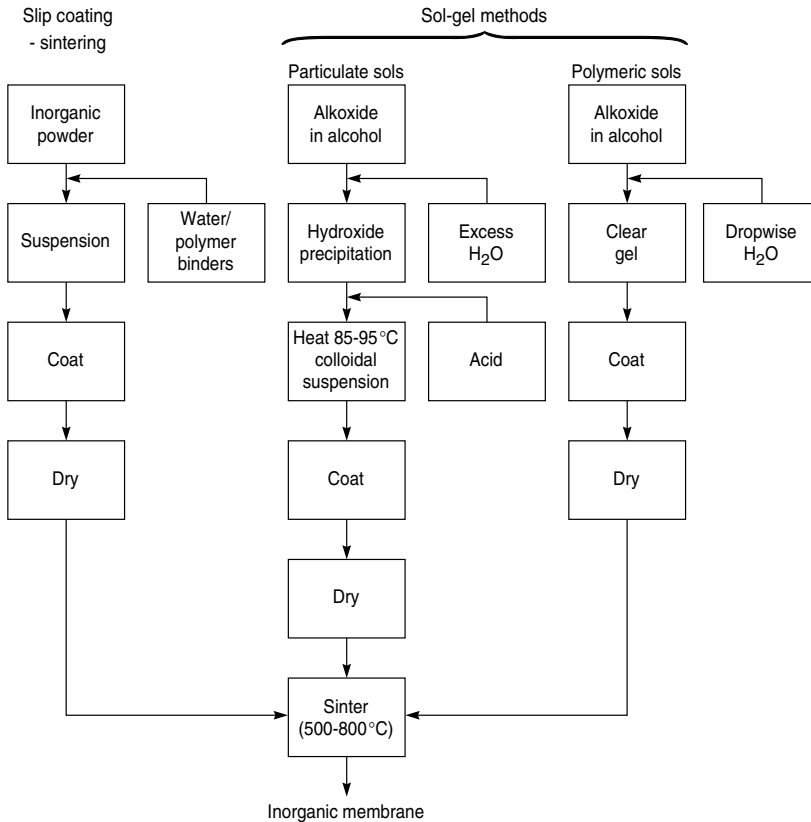 Slip coating
- sintering
Sol-gel methods
Particulate sols
Polymeric sols
Inorganic
powder
Alkoxide
in alcohol
Alkoxide
in alcohol
Suspension
Water/
polymer
binders
Hydroxide
precipitation
Excess
H2O
Clear
gel
Dropwise
H2O
Coat
Heat 85-95°C
colloidal
suspension
Acid
Coat
Dry
Coat
Dry
Dry
Sinter
(500-800°C)
Inorganic membrane